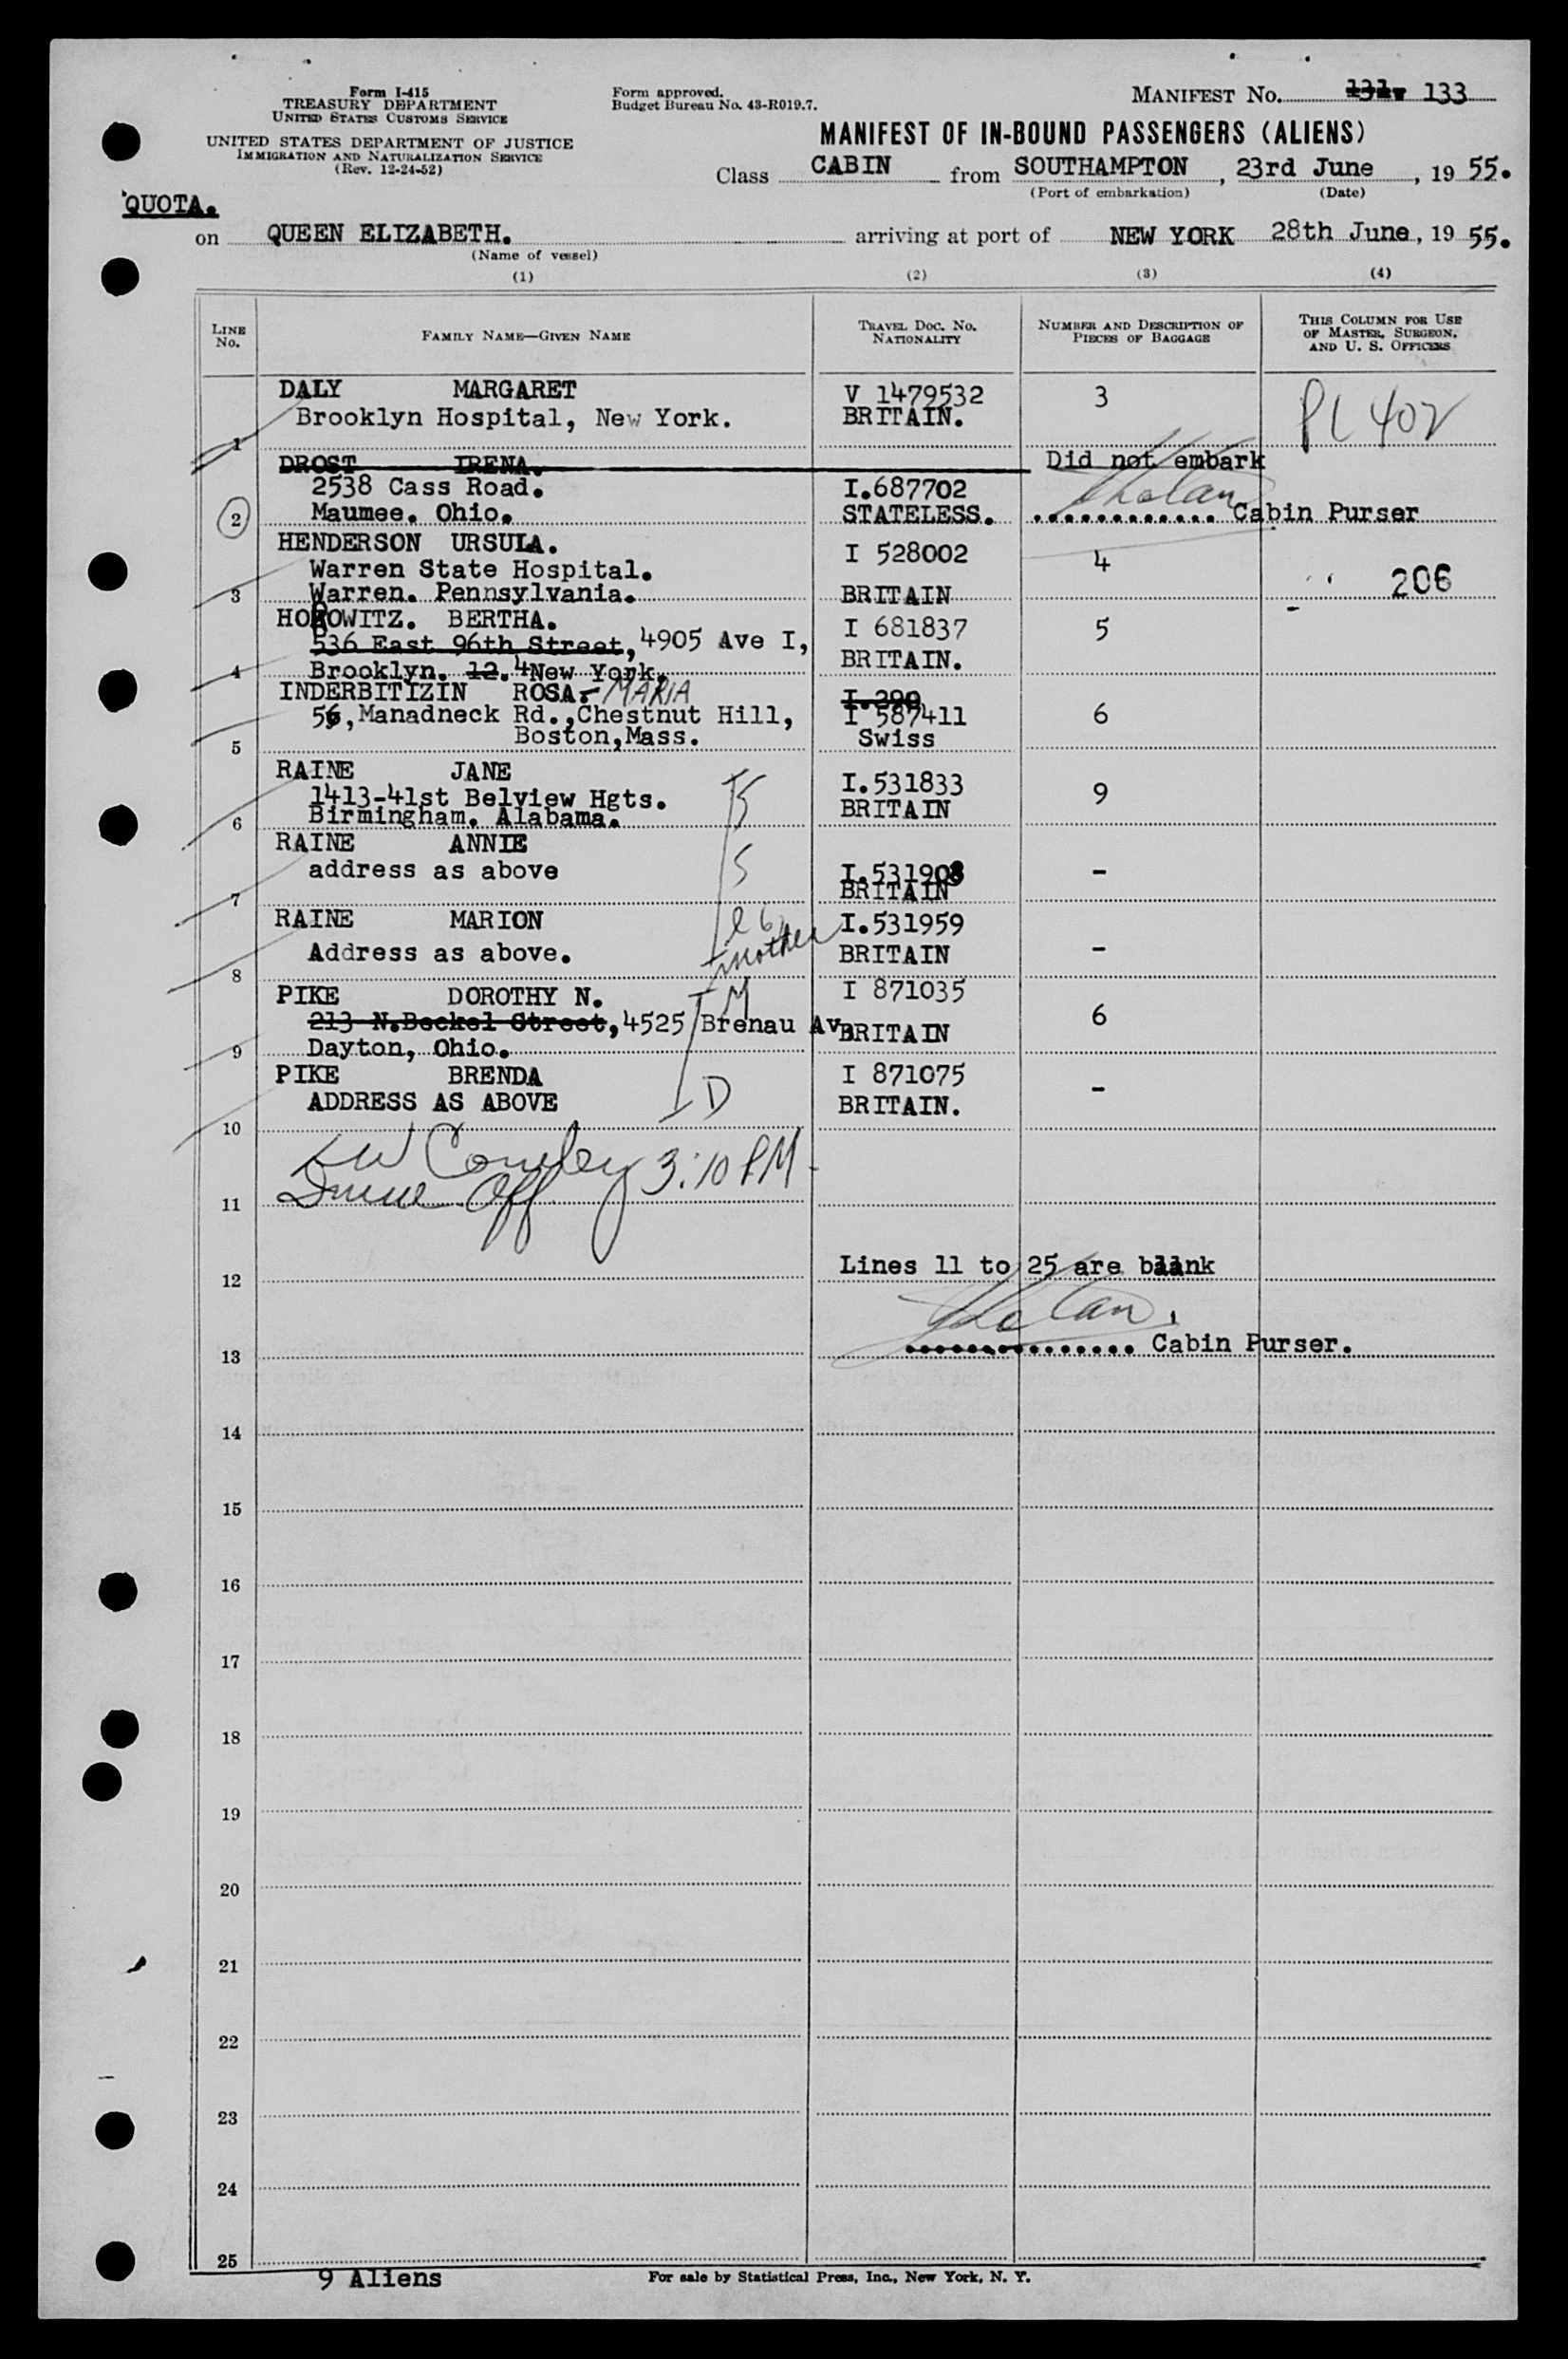 Form I-415
TREASURY DEPARTMENT
UNITED STATES CUSTOMS SERVICE
UNITED STATES DEPARTMENT OF JUSTICE
IMMIGRATION AND NATURALIZATION SERVICE
(Rev. 12-24-52)
Form approved.
Budget Bureau No. 43-R019.7.
MANIFEST No. 131 133
MANIFEST OF IN-BOUND PASSENGERS (ALIENS)
Class CABIN from SOUTHAMPTON, 23rd June, 1955.
(Port of embarkation) (Date)
QUOTA.
on QUEEN ELIZABETH. arriving at port of NEW YORK 28th June, 1955.
(Name of vessel)
(1) (2) (3) (4)
LINE No. FAMILY NAME—GIVEN NAME TRAVEL DOC. No. NATIONALITY NUMBER AND DESCRIPTION OF PIECES OF BAGGAGE THIS COLUMN FOR USE OF MASTER, SURGEON, AND U. S. OFFICERS
DALY MARGARET V 1479532 3 PL 402
Brooklyn Hospital, New York. BRITAIN.
1
DROST IRENA. Did not embark
2538 Cass Road. I.687702
2 Maumee. Ohio. STATELESS. ............ Cabin Purser
HENDERSON URSULA. I 528002 4
Warren State Hospital.
3 Warren. Pennsylvania. BRITAIN 206
HOROWITZ. BERTHA. I 681837 5
536 East 96th Street, 4905 Ave I,
4 Brooklyn. 12. 4 New York. BRITAIN.
INDERBITIZIN ROSA- MARIA I.290
56, Manadneck Rd., Chestnut Hill, I 587411 6
5 Boston, Mass. Swiss
RAINE JANE I.531833 9
1413-41st Belview Hgts. BRITAIN
6 Birmingham. Alabama.
RAINE ANNIE
address as above S I.531908 -
7 BRITAIN
RAINE MARION I.531959
Address as above. mother BRITAIN -
8
PIKE DOROTHY N. M I 871035
213 N.Beckel Street, 4525 Brenau Av. BRITAIN 6
9 Dayton, Ohio.
PIKE BRENDA I 871075 -
ADDRESS AS ABOVE D BRITAIN.
10
3:10 PM
11
Lines 11 to 25 are blank
12
............... Cabin Purser.
13
14
15
16
17
18
19
20
21
22
23
24
25
9 Aliens
For sale by Statistical Press, Inc., New York, N. Y.